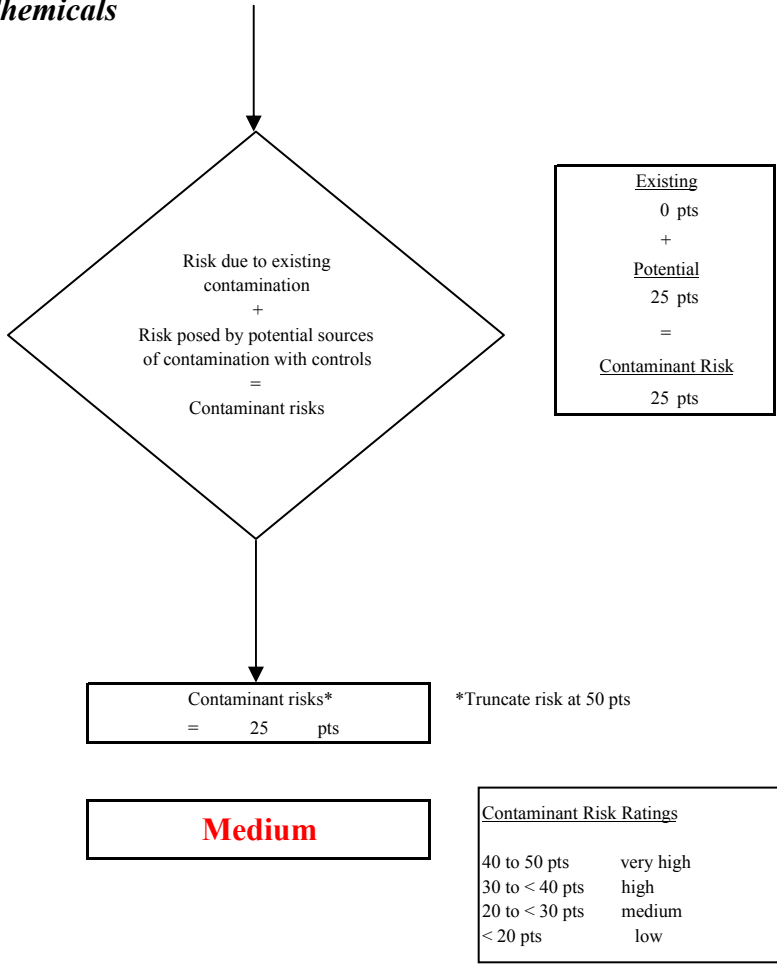 hemicals
Risk due to existing
contamination
+
Risk posed by potential sources
of contamination with controls
=
Contaminant risks
Existing
0 pts
+
Potential
25 pts
=
Contaminant Risk
25 pts
Contaminant risks*
= 25 pts
*Truncate risk at 50 pts
Medium
Contaminant Risk Ratings
40 to 50 pts very high
30 to < 40 pts high
20 to < 30 pts medium
< 20 pts low